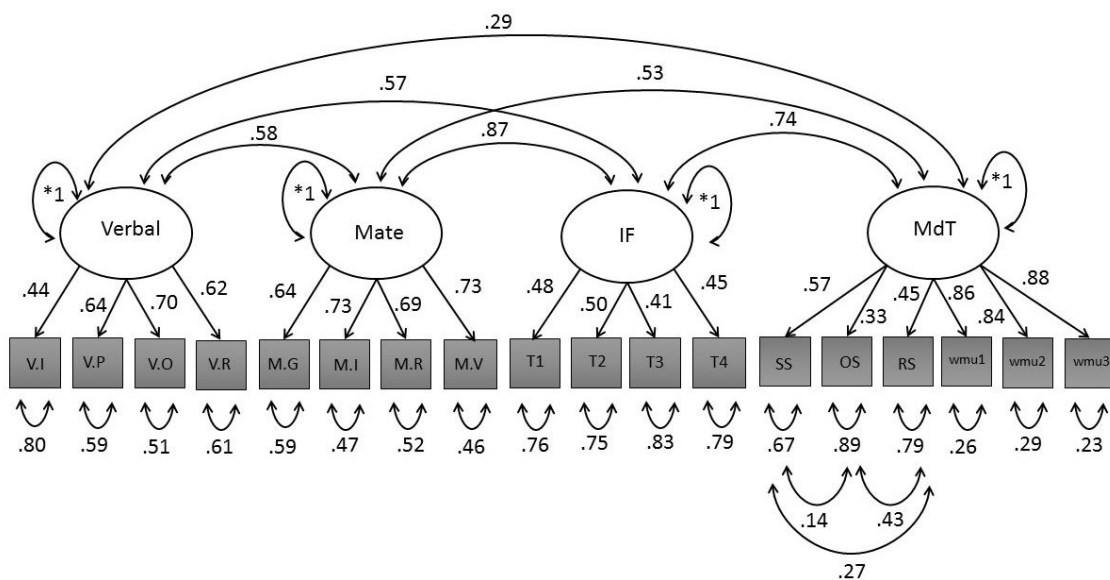 .29
.57
.53
.58
.87
.74
*1
*1
*1
*1
Verbal
Mate
IF
MdT
.44
.64
.70
.62
.64
.73
.69
.73
.48
.50
.41
.45
.57
.33
.45
.86
.84
.88
V.I
V.P
V.O
V.R
M.G
M.I
M.R
M.V
T1
T2
T3
T4
SS
OS
RS
wmu1
wmu2
wmu3
.80
.59
.51
.61
.59
.47
.52
.46
.76
.75
.83
.79
.67
.89
.79
.26
.29
.23
.14
.43
.27